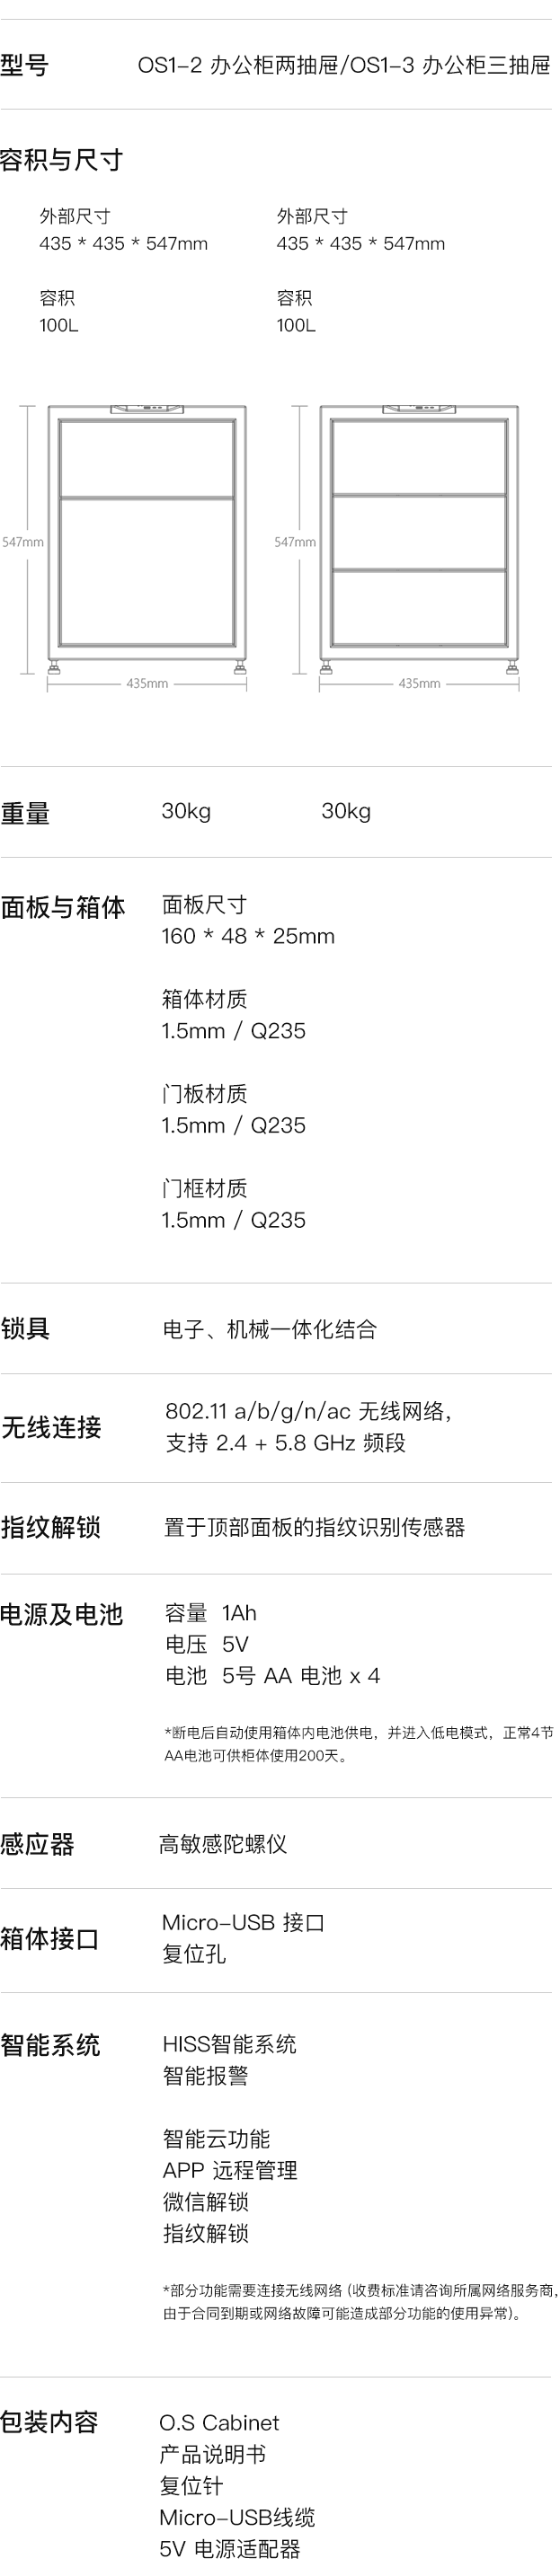 型号
OS1-2 办公柜两抽屉/OS1-3 办公柜三抽屉
容积与尺寸
外部尺寸 外部尺寸
435 * 435 * 547mm 435 * 435 * 547mm
容积 容积
100L 100L
547mm 547mm
435mm 435mm
重量 30kg 30kg
面板与箱体
面板尺寸
160 * 48 * 25mm
箱体材质
1.5mm / Q235
门板材质
1.5mm / Q235
门框材质
1.5mm / Q235
锁具
电子、机械一体化结合
无线连接
802.11 a/b/g/n/ac 无线网络,
支持 2.4 + 5.8 GHz 频段
指纹解锁
置于顶部面板的指纹识别传感器
电源及电池
容量 1Ah
电压 5V
电池 5号 AA 电池 x 4
*断电后自动使用箱体内电池供电，并进入低电模式，正常4节
AA电池可供柜体使用200天。
感应器
高敏感陀螺仪
箱体接口
Micro-USB 接口
复位孔
智能系统
HISS智能系统
智能报警
智能云功能
APP 远程管理
微信解锁
指纹解锁
*部分功能需要连接无线网络 (收费标准请咨询所属网络服务商,
由于合同到期或网络故障可能造成部分功能的使用异常)。
包装内容
O.S Cabinet
产品说明书
复位针
Micro-USB线缆
5V 电源适配器